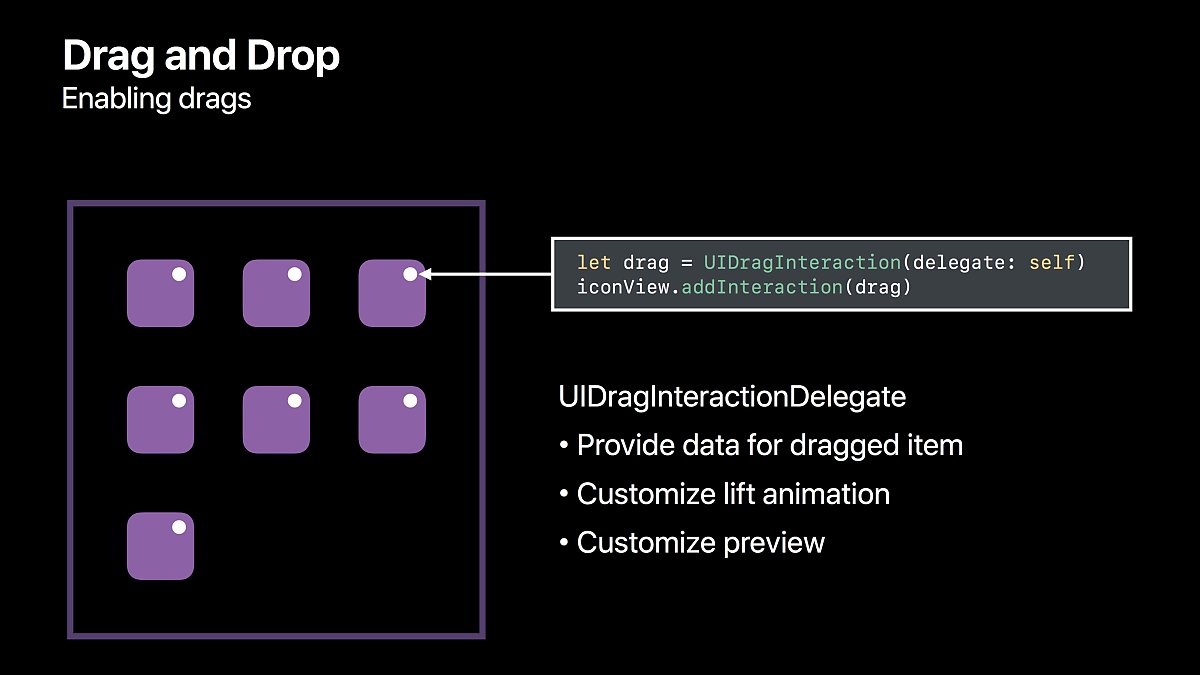 Drag and Drop
Enabling drags
let drag = UIDragInteraction(delegate: self)
iconView.addInteraction(drag)
UIDragInteractionDelegate
• Provide data for dragged item
• Customize lift animation
• Customize preview